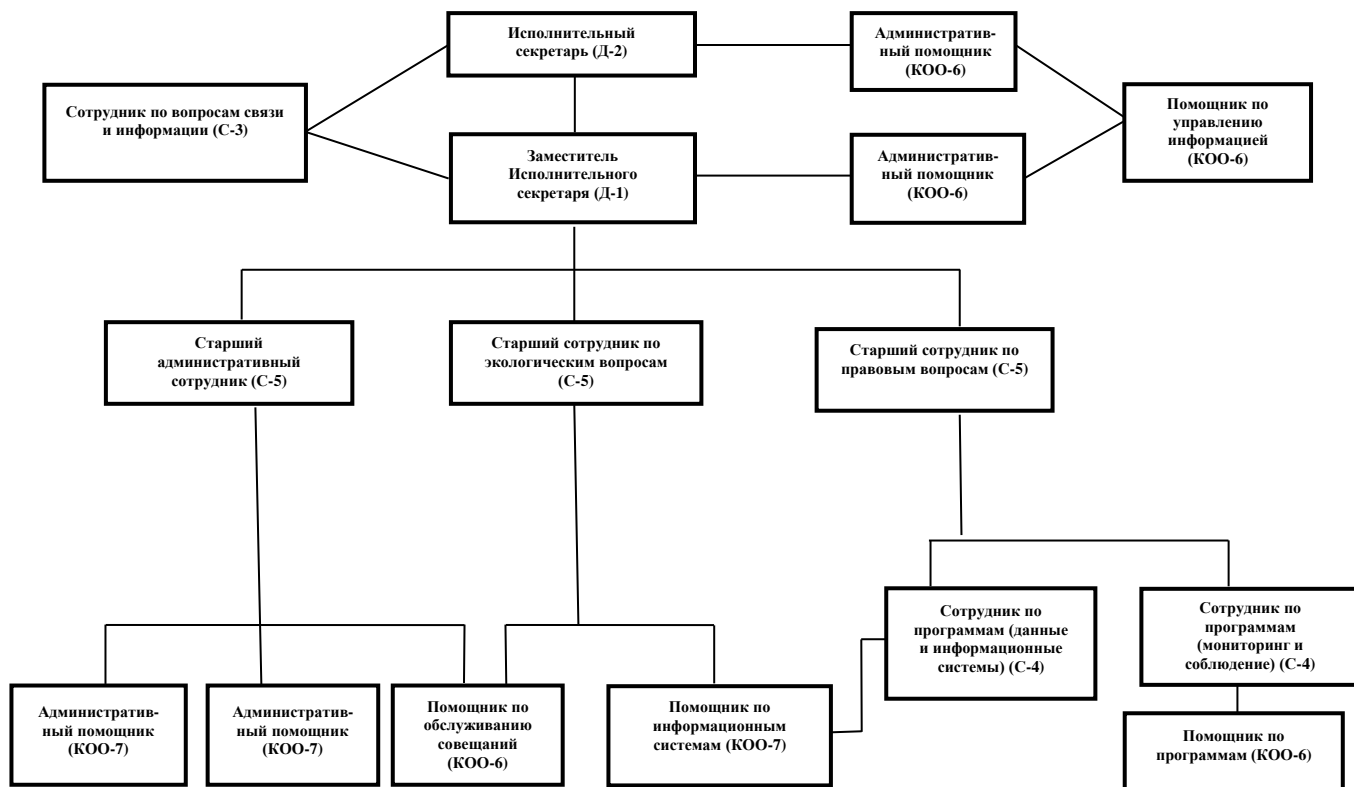 Исполнительный
секретарь (Д-2)
Административ-
ный помощник
(КОО-6)
Сотрудник по вопросам связи
и информации (С-3)
Помощник по
управлению
информацией
(КОО-6)
Заместитель
Исполнительного
секретаря (Д-1)
Административ-
ный помощник
(КОО-6)
Старший
административный
сотрудник (С-5)
Старший сотрудник по
экологическим вопросам
(С-5)
Старший сотрудник по
правовым вопросам (С-5)
Сотрудник по
программам (данные
и информационные
системы) (С-4)
Сотрудник по
программам
(мониторинг и
соблюдение) (С-4)
Административ-
ный помощник
(КОО-7)
Административ-
ный помощник
(КОО-7)
Помощник по
обслуживанию
совещаний
(КОО-6)
Помощник по
информационным
системам (КОО-7)
Помощник по
программам (КОО-6)